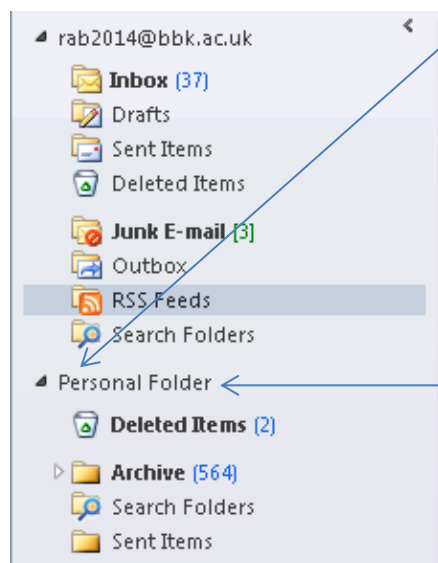 rab2014@bbk.ac.uk
Inbox (37)
Drafts
Sent Items
Deleted Items
Junk E-mail [3]
Outbox
RSS Feeds
Search Folders
Personal Folder
Deleted Items (2)
Archive (564)
Search Folders
Sent Items